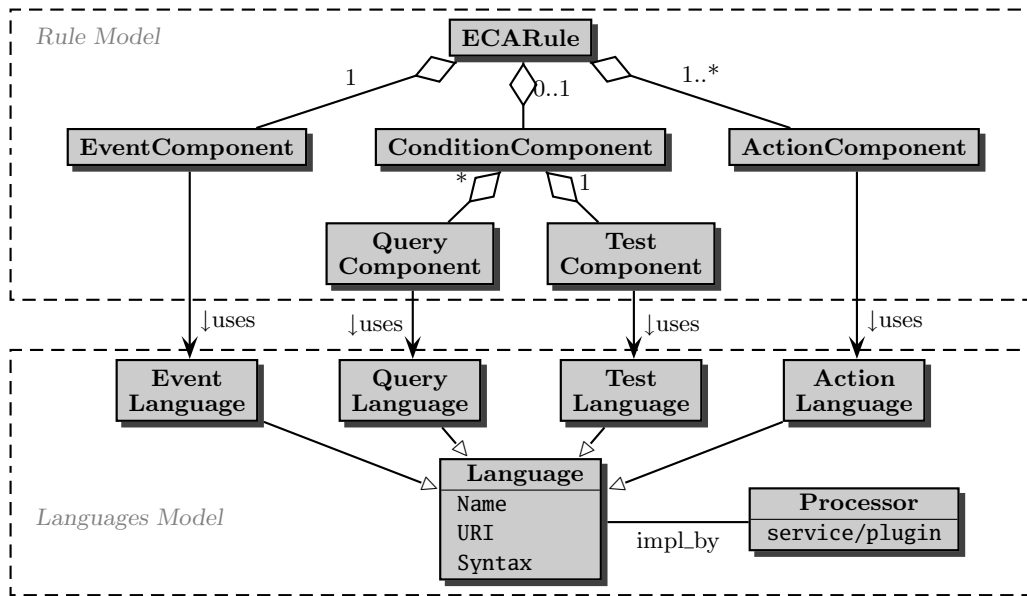 Rule Model
ECARule
1
0..1
1..*
EventComponent
ConditionComponent
ActionComponent
*
1
Query
Component
Test
Component
↓uses
↓uses
↓uses
↓uses
Event
Language
Query
Language
Test
Language
Action
Language
Languages Model
Language
Name
URI
Syntax
impl_by
Processor
service/plugin